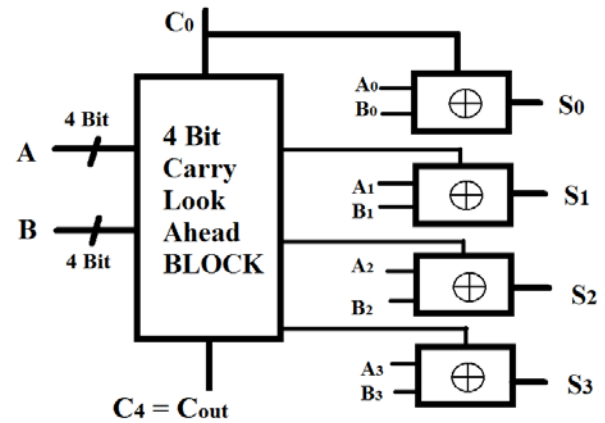 C0
A0
B0
S0
4 Bit
A
4 Bit
Carry
Look
Ahead
BLOCK
A1
B1
S1
B
4 Bit
A2
B2
S2
A3
B3
S3
C4 = Cout